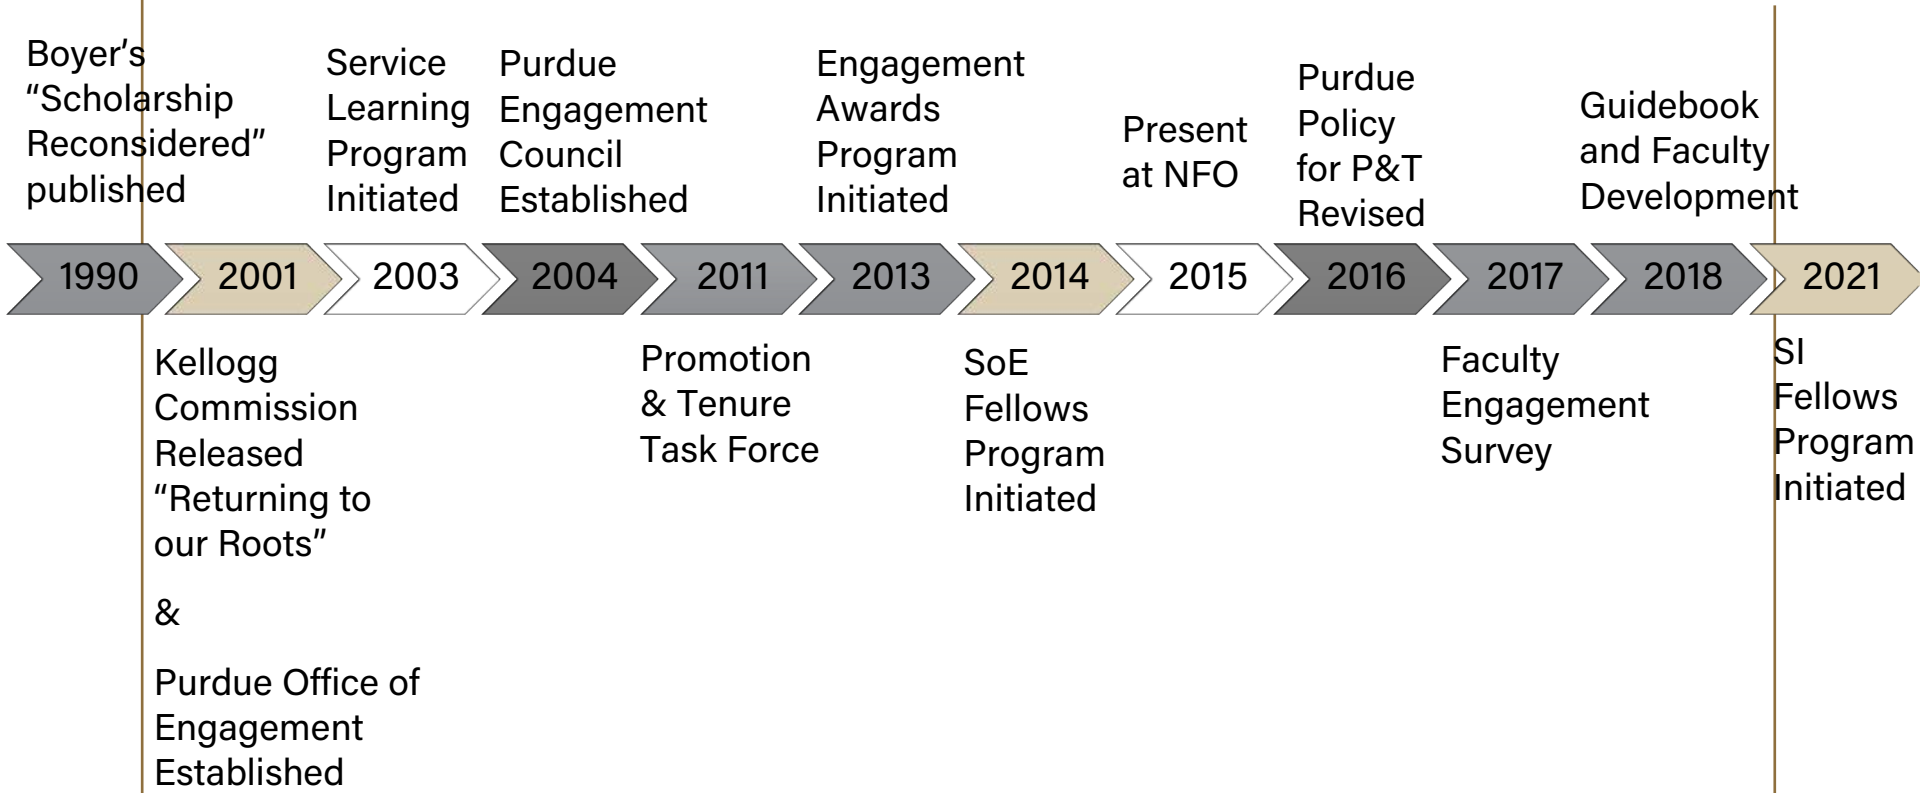 Boyer's
“Scholarship
Reconsidered”
published
Service
Learning
Program
Initiated
Purdue
Engagement
Council
Established
Engagement
Awards
Program
Initiated
Present
at NFO
Purdue
Policy
for P&T
Revised
Guidebook
and Faculty
Development
1990
2001
2003
2004
2011
2013
2014
2015
2016
2017
2018
2021
Kellogg
Commission
Released
“Returning to
our Roots”
&
Purdue Office of
Engagement
Established
Promotion
& Tenure
Task Force
SoE
Fellows
Program
Initiated
Faculty
Engagement
Survey
SI
Fellows
Program
Initiated